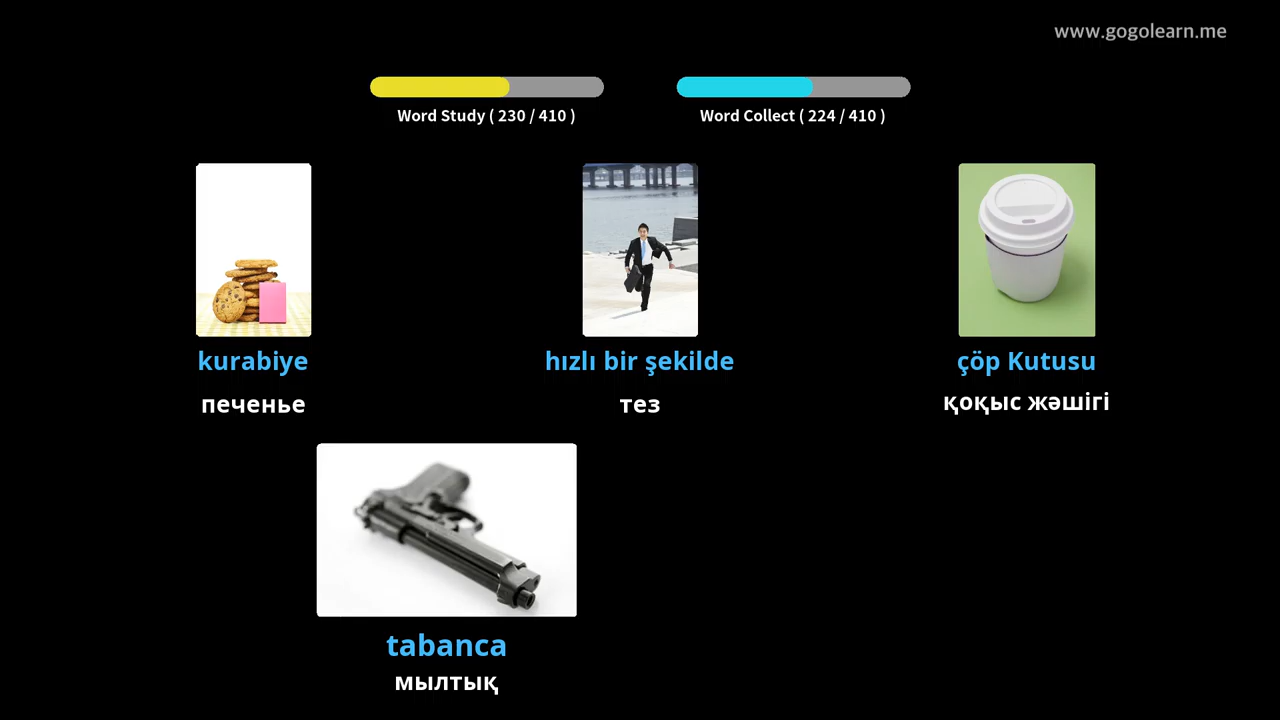 www.gogolearn.me
Word Study ( 230 / 410 )
Word Collect ( 224 / 410 )
kurabiye
печенье
hızlı bir şekilde
тез
çöp Kutusu
қоқыс жәшігі
tabanca
мылтық